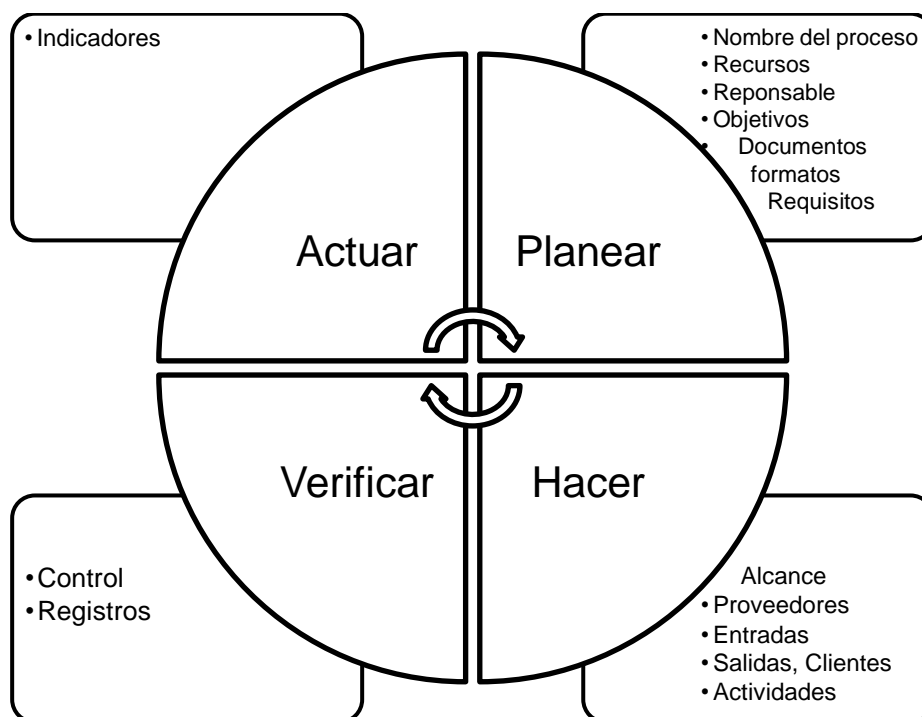 • Indicadores
• Nombre del proceso
• Recursos
• Reponsable
• Objetivos
• Documentos
formatos
Requisitos
Actuar
Planear
Verificar
Hacer
• Control
• Registros
Alcance
• Proveedores
• Entradas
• Salidas, Clientes
• Actividades